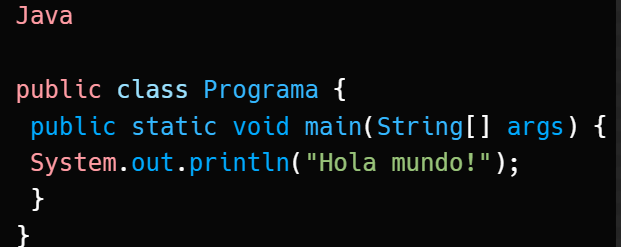 Java
public class Programa {
public static void main(String[] args) {
System.out.println("Hola mundo!");
}
}